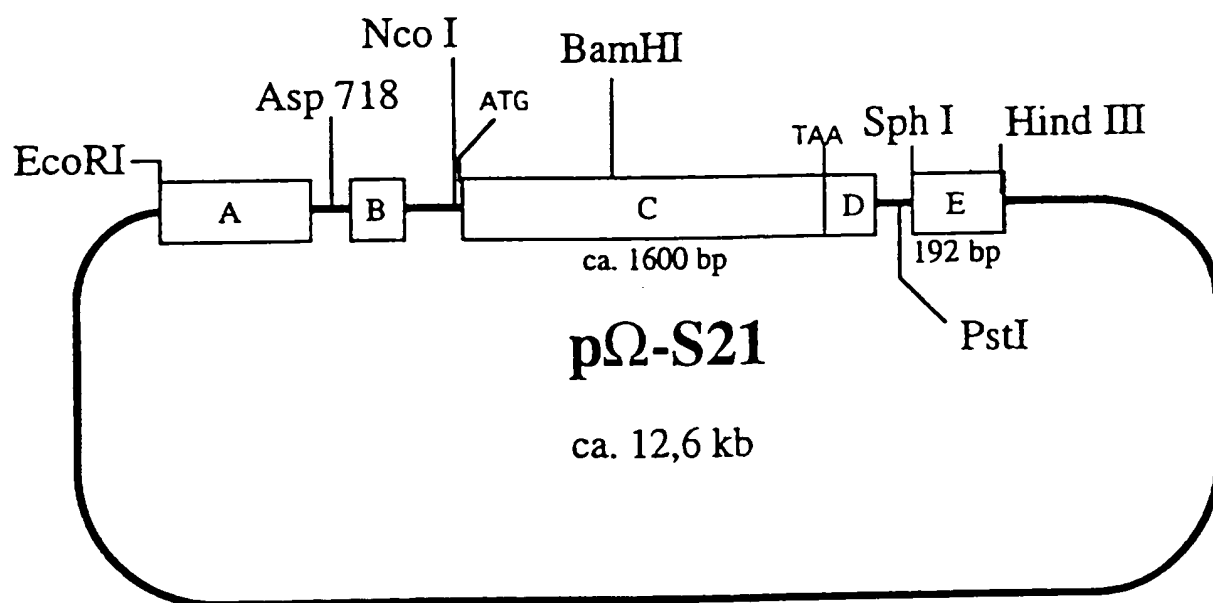 Nco I
BamHI
Asp 718
ATG
TAA
Sph I
Hind III
EcoRI
A
B
C
D
E
ca. 1600 bp
192 bp
PstI
pΩ-S21
ca. 12,6 kb